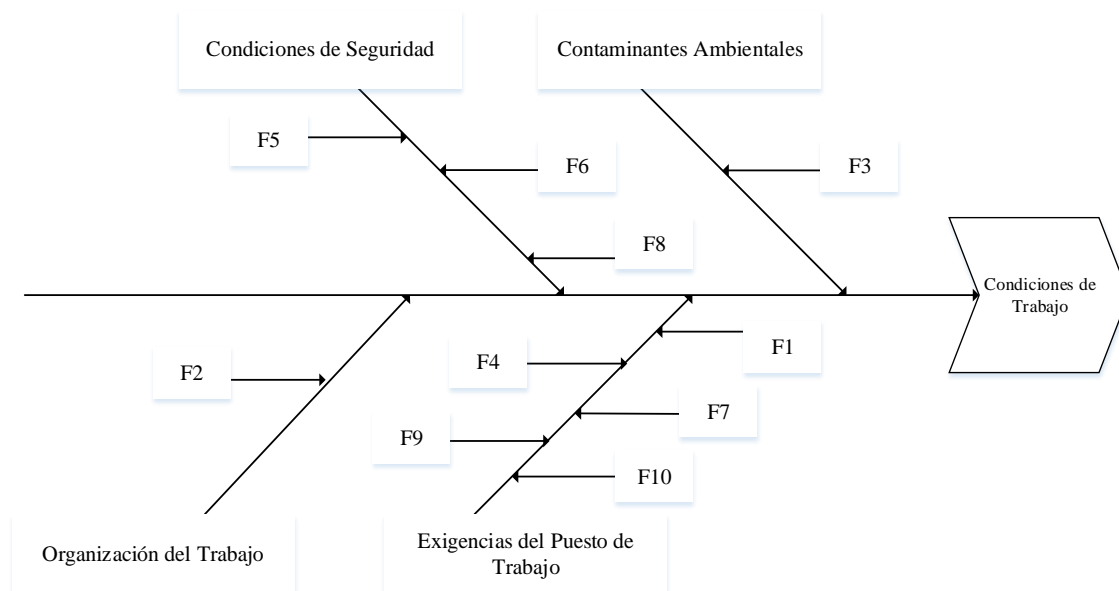 Condiciones de Seguridad
Contaminantes Ambientales
F5
F6
F3
F8
Condiciones de
Trabajo
F1
F4
F2
F7
F9
F10
Organización del Trabajo
Exigencias del Puesto de
Trabajo